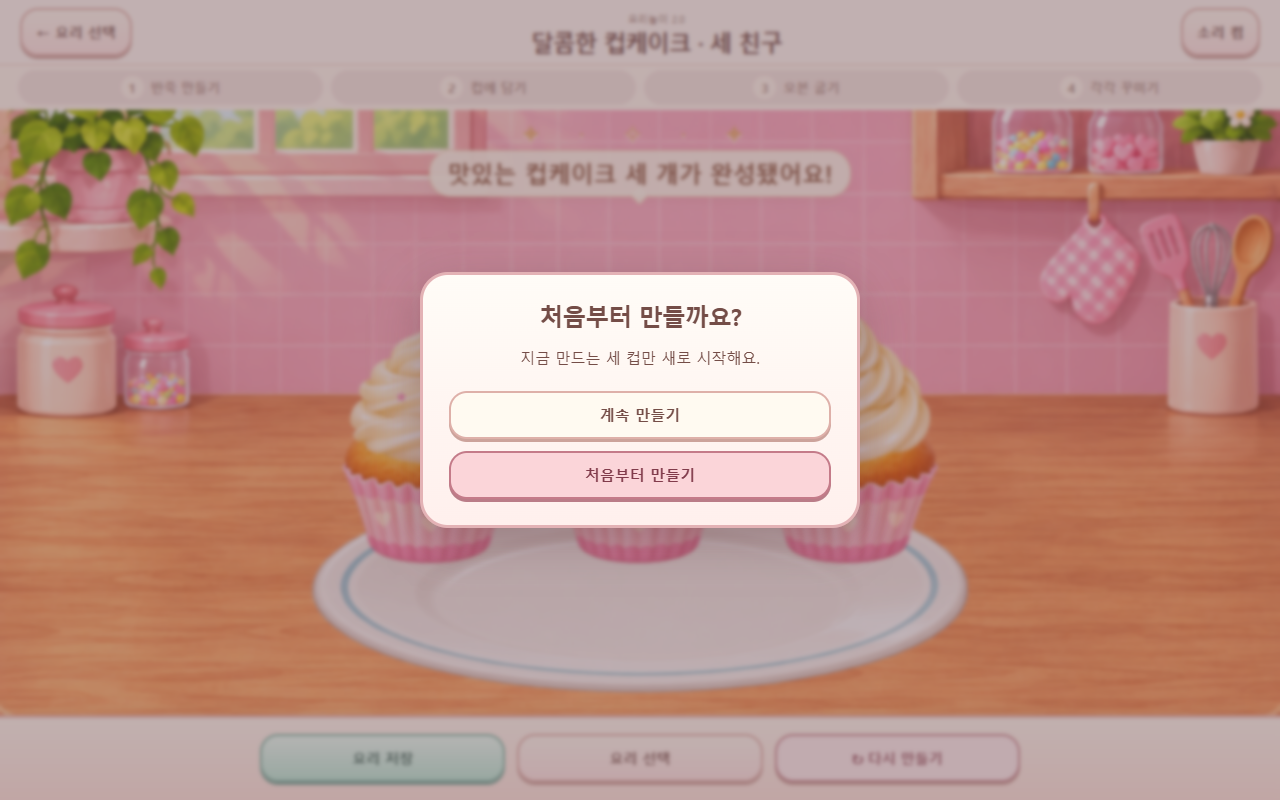 ← 요리 선택
달콤한 컵케이크 · 세 친구
소리 켬
1 반죽 만들기
2 컵에 담기
3 오븐 굽기
4 각각 꾸미기
맛있는 컵케이크 세 개가 완성됐어요!
처음부터 만들까요?
지금 만드는 세 컵만 새로 시작해요.
계속 만들기
처음부터 만들기
요리 저장
요리 선택
↻ 다시 만들기